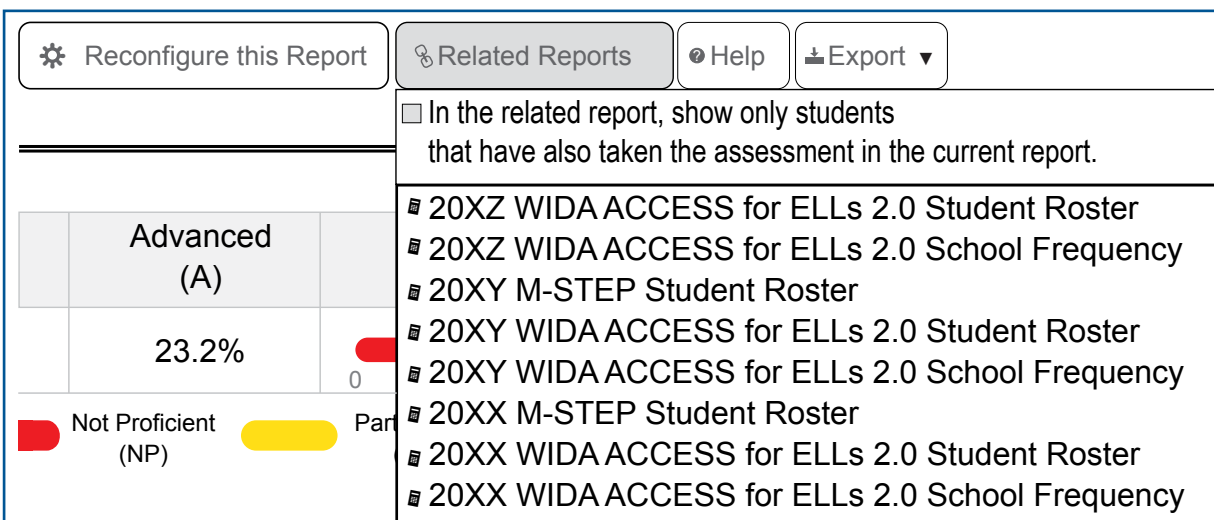 Reconfigure this Report
Related Reports
Help
Export ▼
In the related report, show only students
that have also taken the assessment in the current report.
20XZ WIDA ACCESS for ELLs 2.0 Student Roster
20XZ WIDA ACCESS for ELLs 2.0 School Frequency
20XY M-STEP Student Roster
20XY WIDA ACCESS for ELLs 2.0 Student Roster
20XY WIDA ACCESS for ELLs 2.0 School Frequency
20XX M-STEP Student Roster
20XX WIDA ACCESS for ELLs 2.0 Student Roster
20XX WIDA ACCESS for ELLs 2.0 School Frequency
Advanced
(A)
23.2%
0
Not Proficient
(NP)
Part